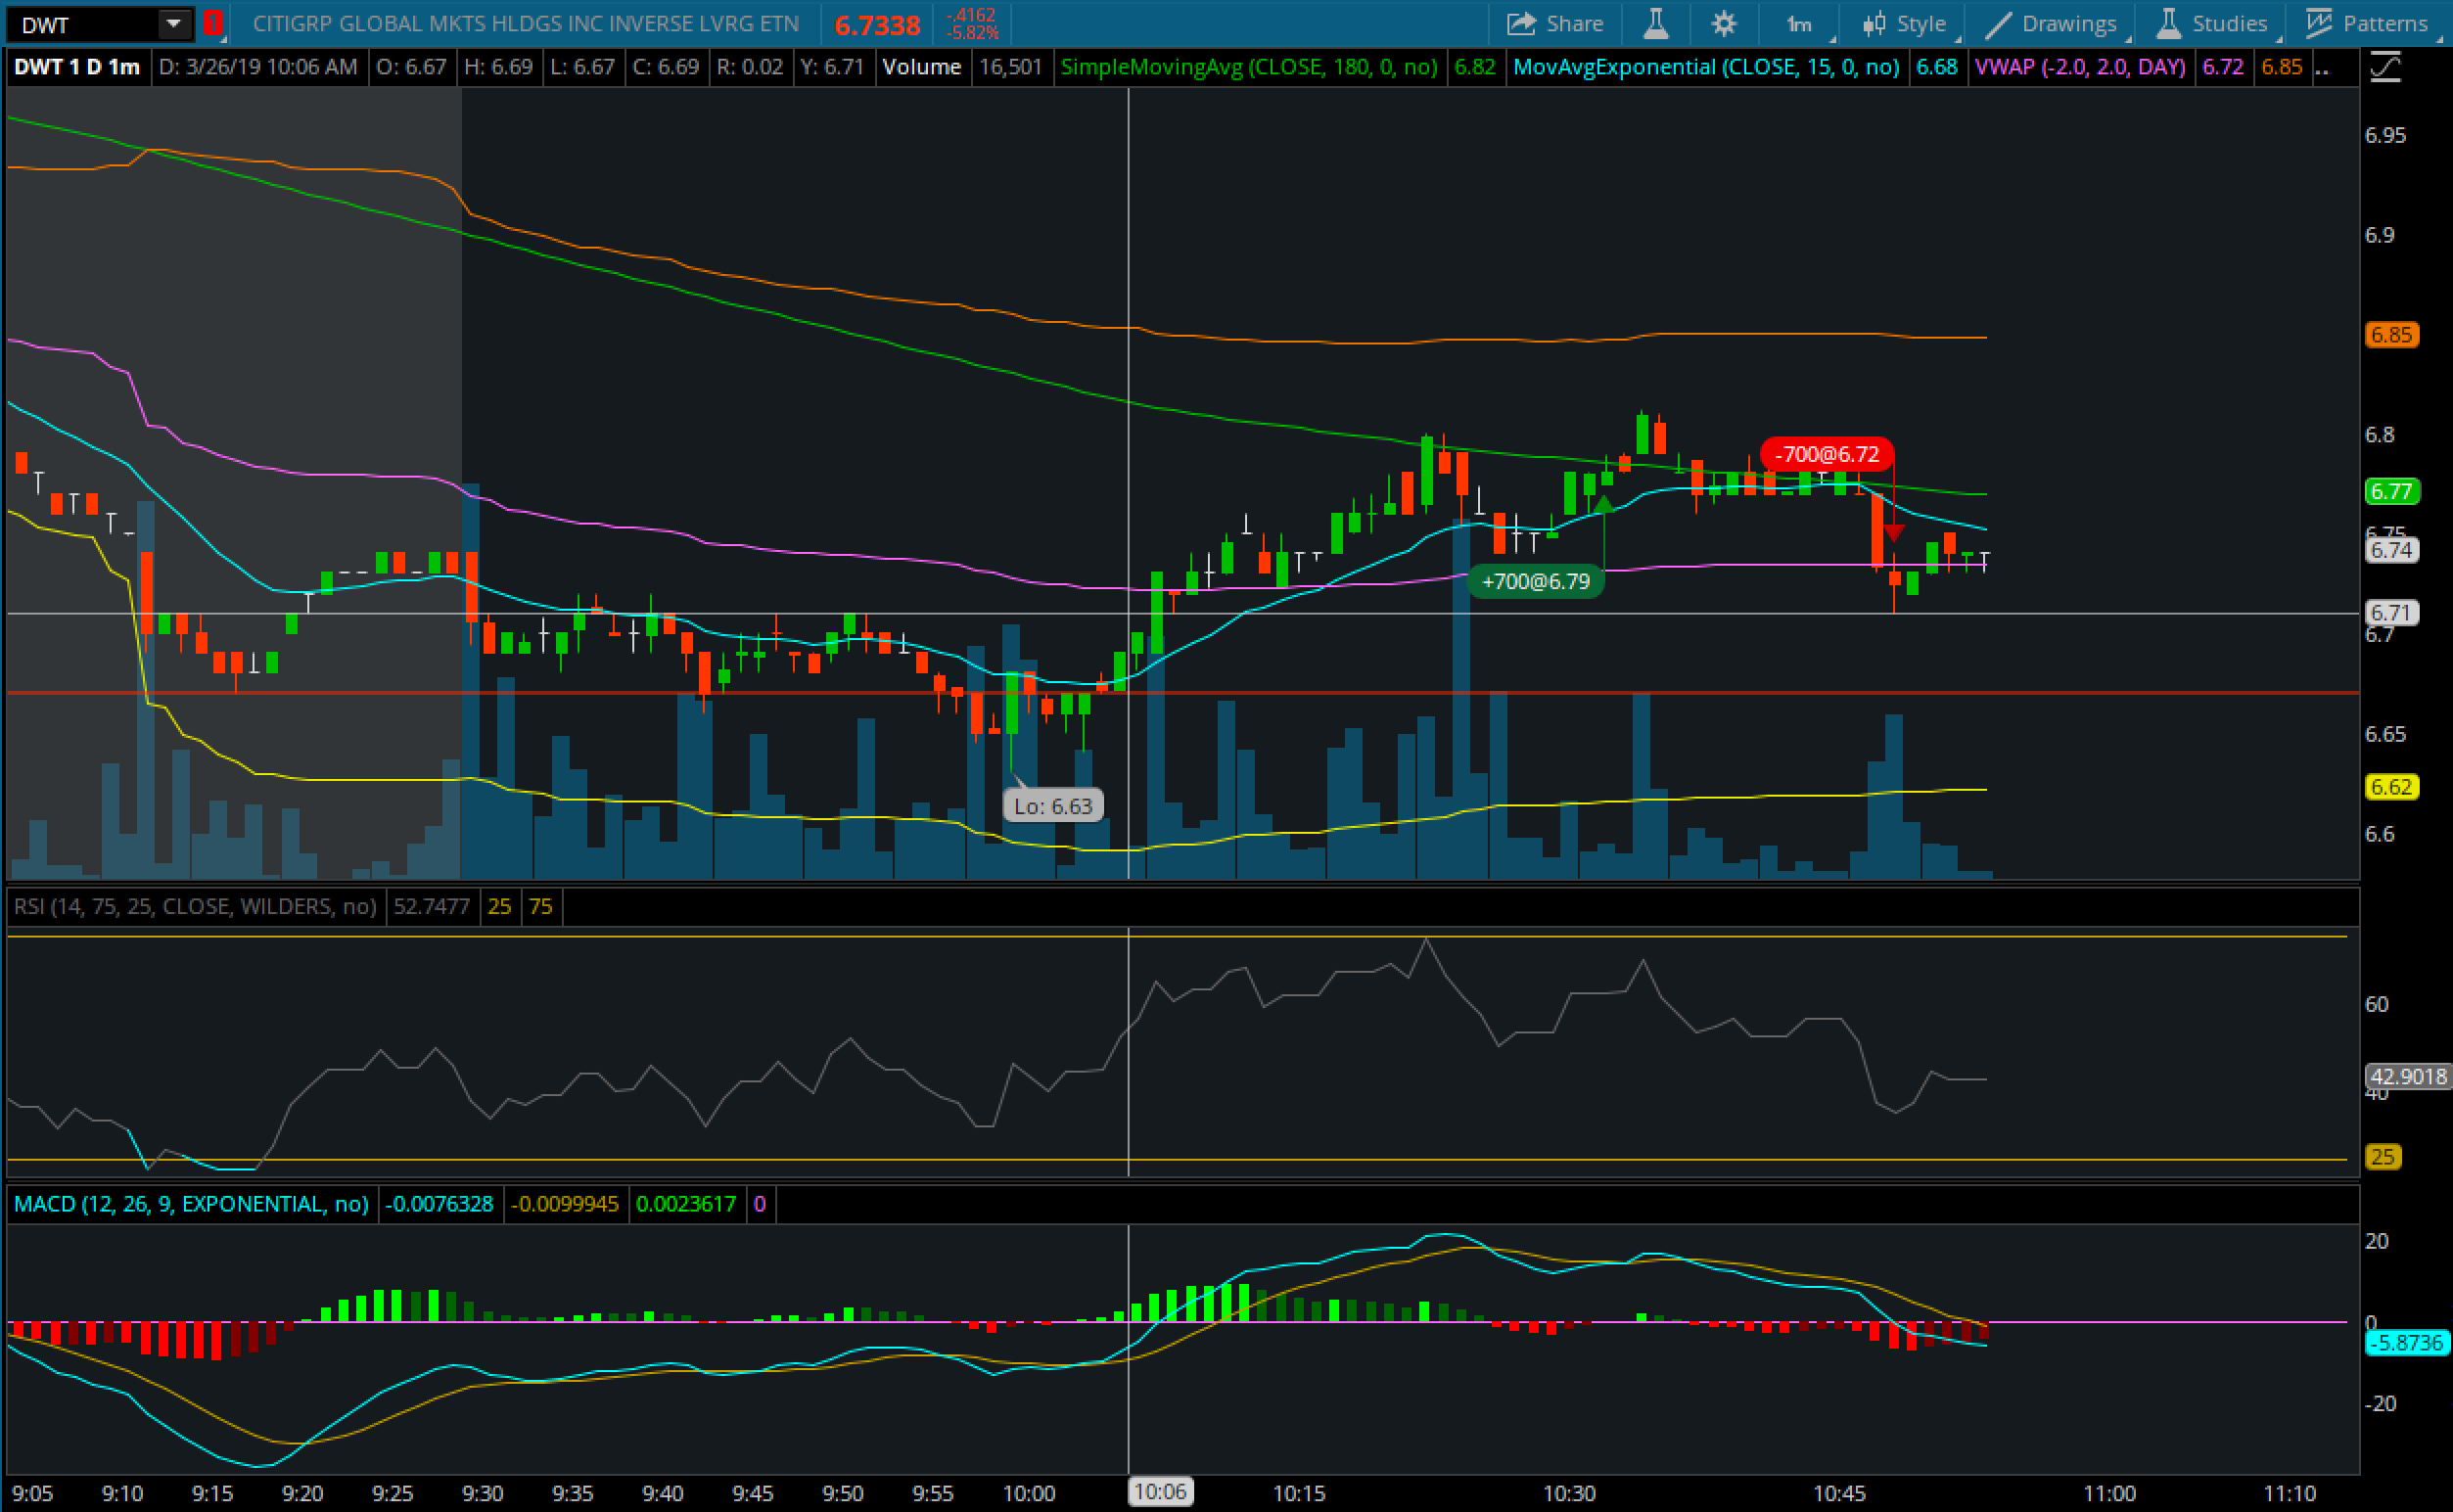 DWT
CITIGRP GLOBAL MKTS HLDGS INC INVERSE LVRG ETN
6.7338
-.4162
-5.82%
Share
1m
Style
Drawings
Studies
Patterns
DWT 1 D 1m D: 3/26/19 10:06 AM O: 6.67 H: 6.69 L: 6.67 C: 6.69 R: 0.02 Y: 6.71 Volume 16,501 SimpleMovingAvg (CLOSE, 180, 0, no) 6.82 MovAvgExponential (CLOSE, 15, 0, no) 6.68 VWAP (-2.0, 2.0, DAY) 6.72 6.85 ..
6.95
6.9
6.85
6.8
-700@6.72
6.77
6.75
6.74
+700@6.79
6.71
6.7
6.65
6.62
Lo: 6.63
6.6
RSI (14, 75, 25, CLOSE, WILDERS, no) 52.7477 25 75
60
42.9018
40
25
MACD (12, 26, 9, EXPONENTIAL, no) -0.0076328 -0.0099945 0.0023617 0
20
0
-5.8736
-20
9:05 9:10 9:15 9:20 9:25 9:30 9:35 9:40 9:45 9:50 9:55 10:00 10:06 10:15 10:30 10:45 11:00 11:10